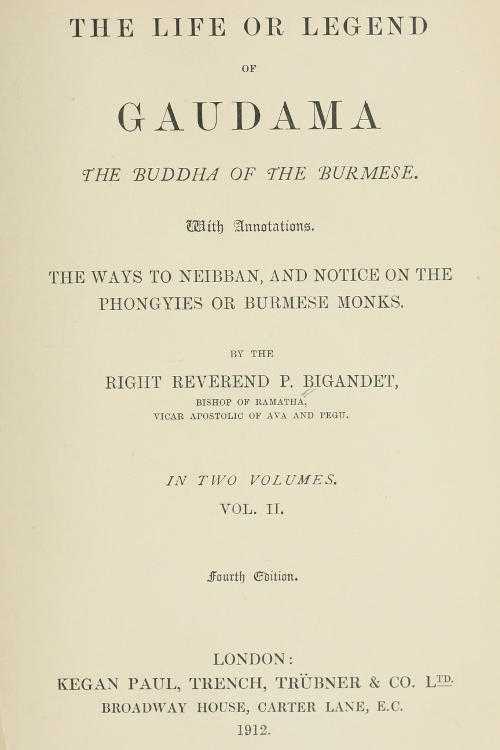 THE LIFE OR LEGEND
OF
GAUDAMA
THE BUDDHA OF THE BURMESE.
With Annotations.
THE WAYS TO NEIBBAN, AND NOTICE ON THE
PHONGYIES OR BURMESE MONKS.
BY THE
RIGHT REVEREND P. BIGANDET,
BISHOP OF RAMATHA,
VICAR APOSTOLIC OF AVA AND PEGU.
IN TWO VOLUMES.
VOL. II.
Fourth Edition.
LONDON:
KEGAN PAUL, TRENCH, TRÜBNER & CO. LTD.
BROADWAY HOUSE, CARTER LANE, E.C.
1912.